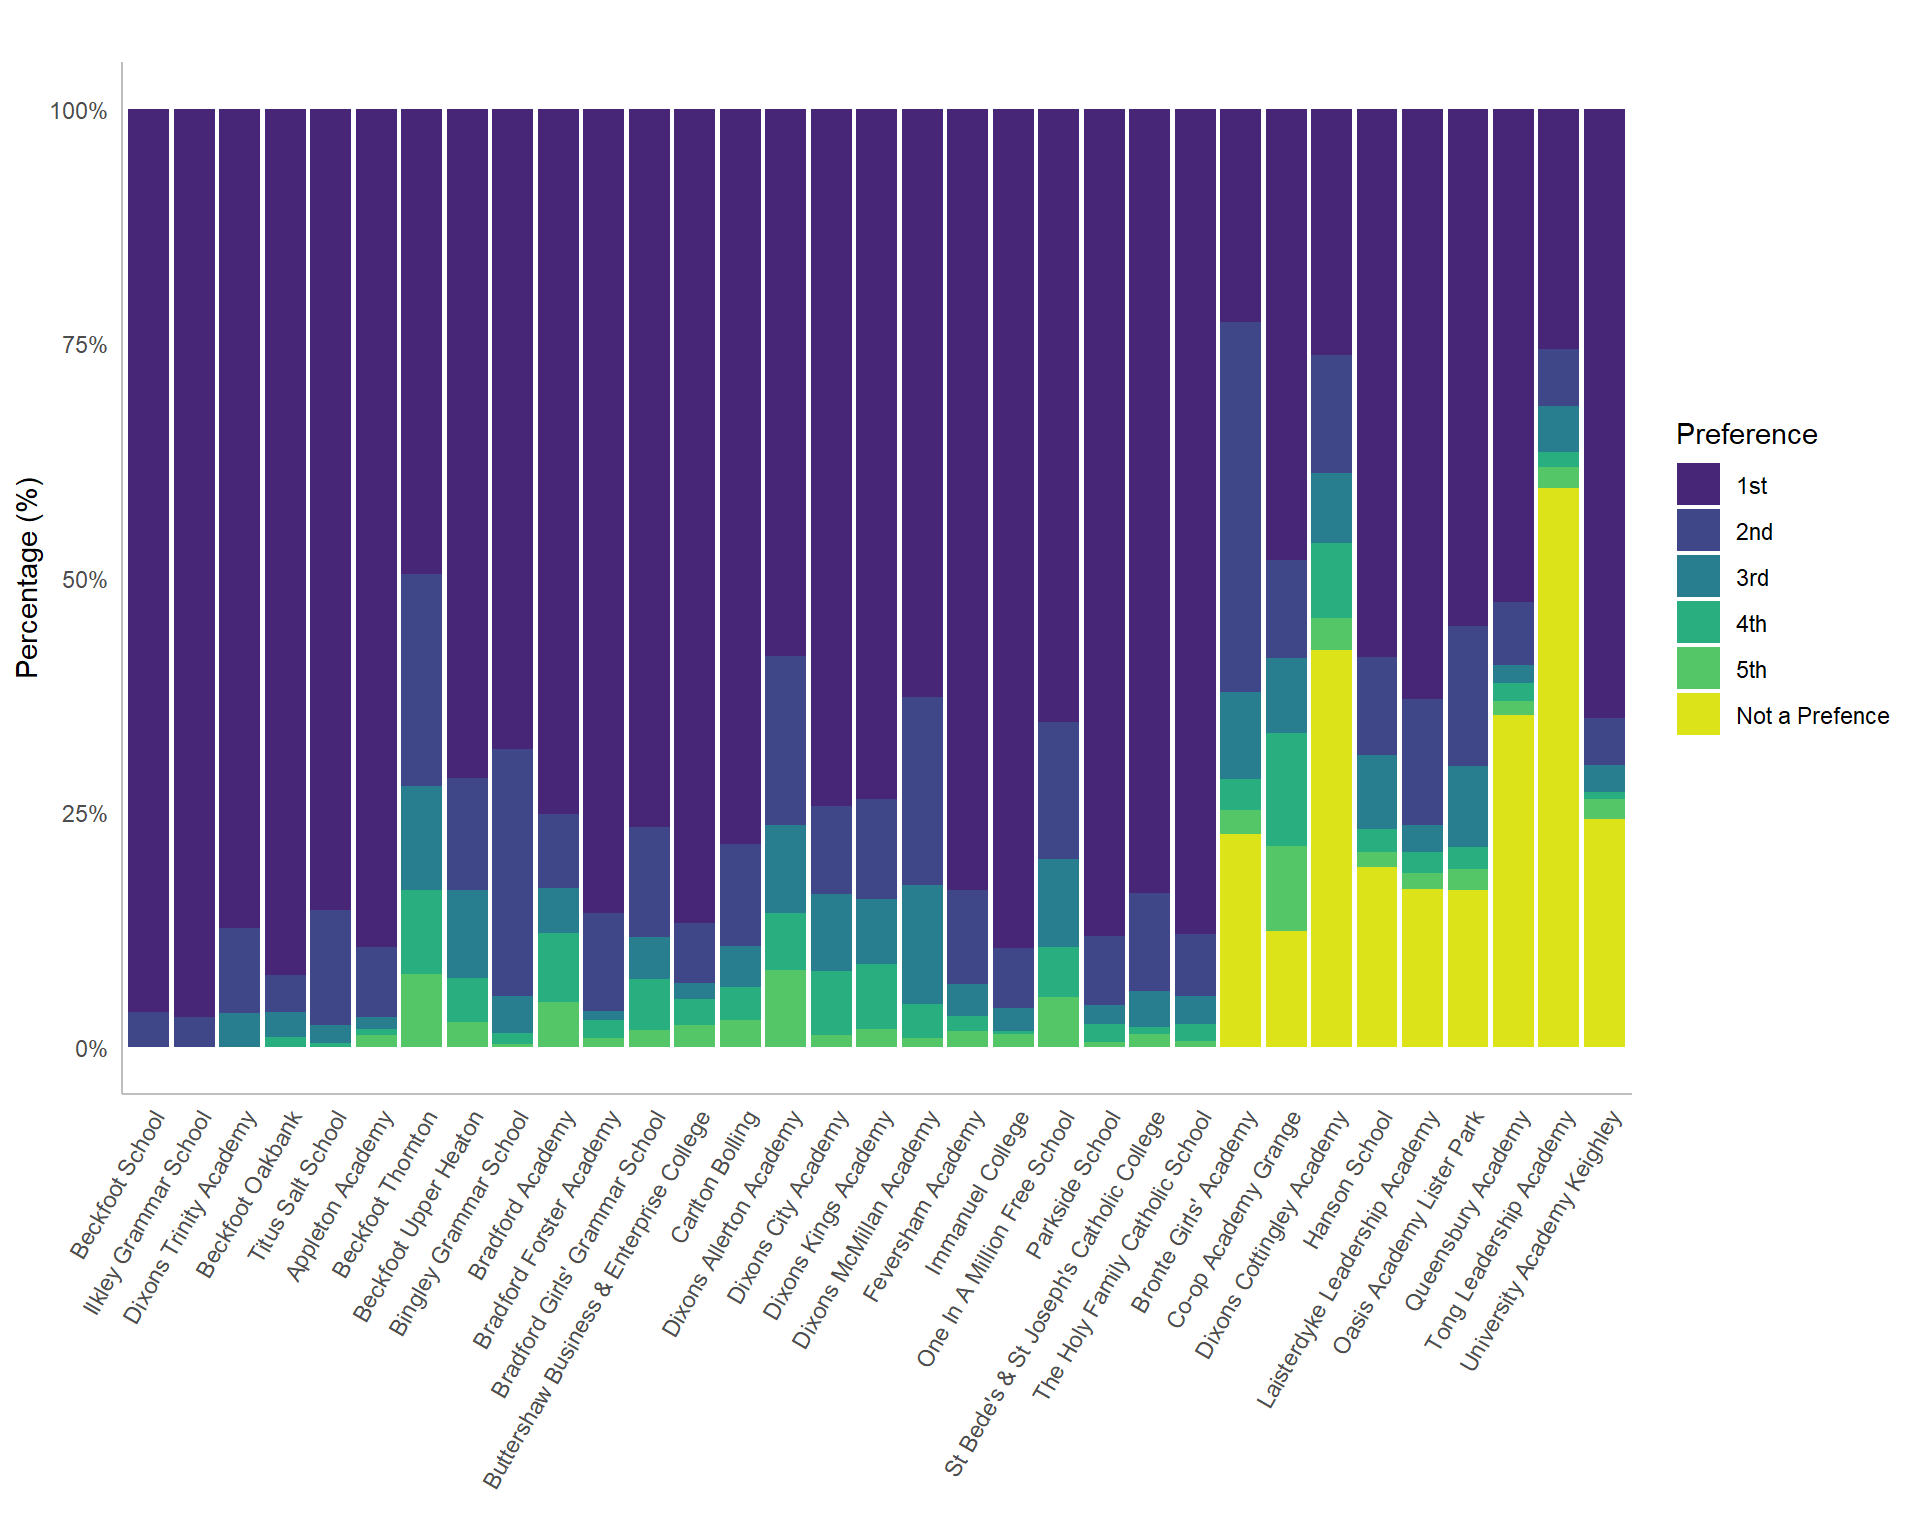 100%
75%
50%
25%
0%
Percentage (%)
Beckfoot School
Ilkley Grammar School
Dixons Trinity Academy
Beckfoot Oakbank
Titus Salt School
Appleton Academy
Beckfoot Thornton
Beckfoot Upper Heaton
Bingley Grammar School
Bradford Academy
Bradford Forster Academy
Bradford Girls' Grammar School
Buttershaw Business & Enterprise College
Carlton Bolling
Dixons Allerton Academy
Dixons City Academy
Dixons Kings Academy
Dixons McMillan Academy
Feversham Academy
Immanuel College
One In A Million Free School
Parkside School
St Bede's & St Joseph's Catholic College
The Holy Family Catholic School
Bronte Girls' Academy
Co-op Academy Grange
Dixons Cottingley Academy
Hanson School
Laisterdyke Leadership Academy
Oasis Academy Lister Park
Queensbury Academy
Tong Leadership Academy
University Academy Keighley
Preference
1st
2nd
3rd
4th
5th
Not a Prefence